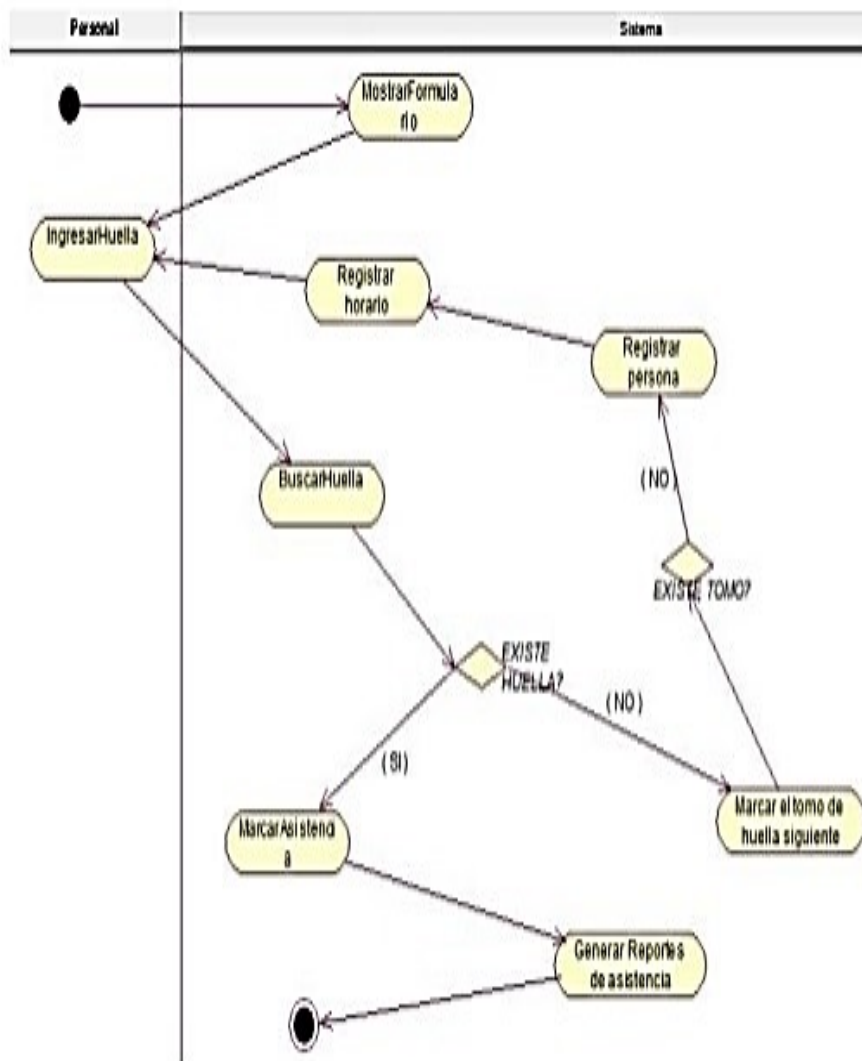 Personal
Sistema
MostrarFormula
rio
IngresarHuella
Registrar
horario
Registrar
persona
(NO)
BuscarHuella
EXISTE TOMO?
EXISTE
HUELLA?
(NO)
(SI)
MarcarAsistenci
a
Marcar el tomo de
huella siguiente
Generar Reportes
de asistencia